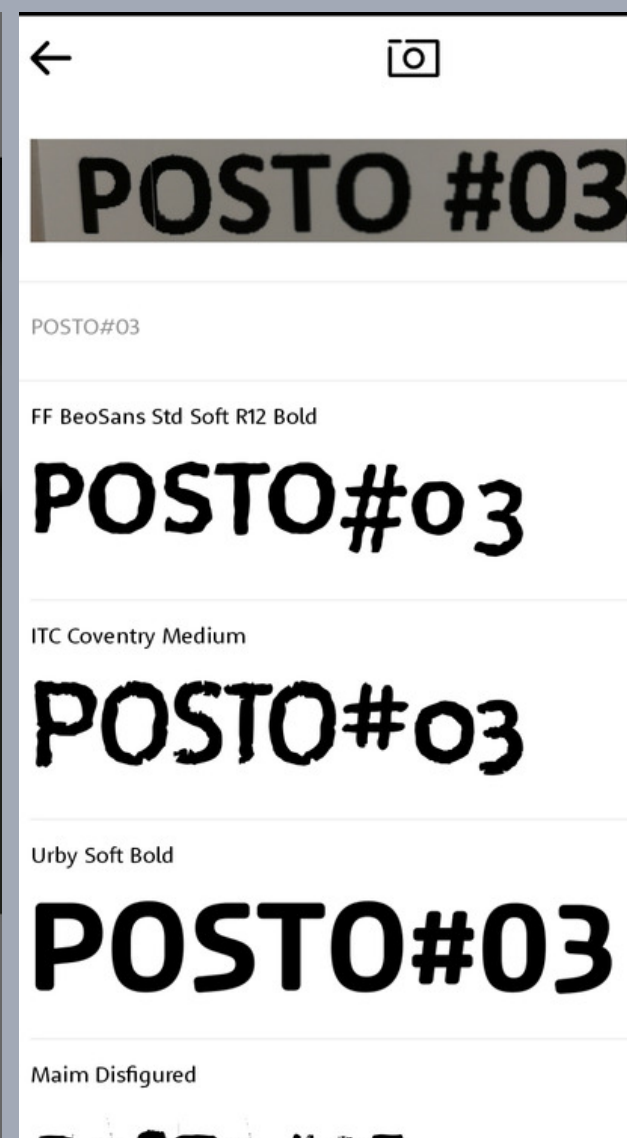 POSTO #03
POSTO#03
FF BeoSans Std Soft R12 Bold
POSTO#03
ITC Coventry Medium
POSTO#03
Urby Soft Bold
POSTO#03
Maim Disfigured